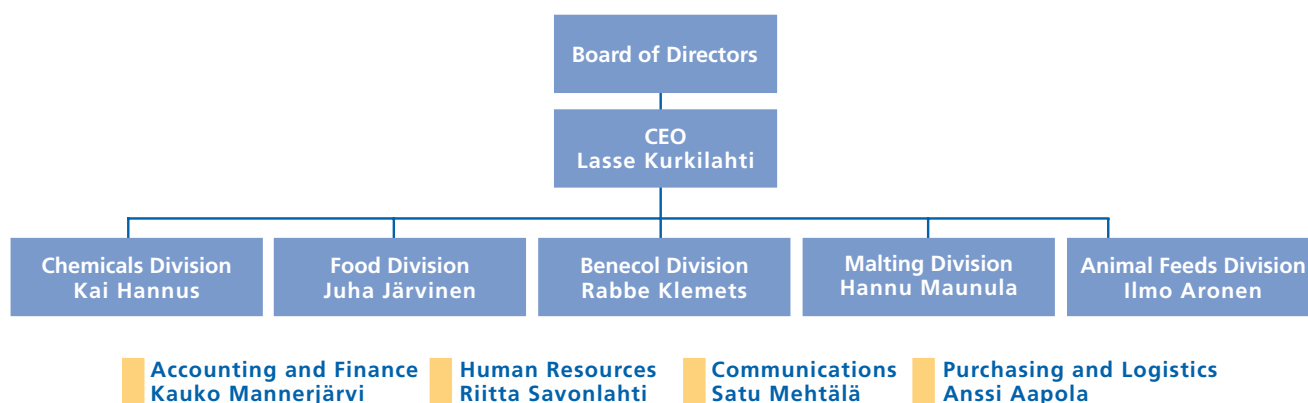 Board of Directors
CEO
Lasse Kurkilahti
Chemicals Division
Kai Hannus
Food Division
Juha Järvinen
Benecol Division
Rabbe Klemets
Malting Division
Hannu Maunula
Animal Feeds Division
Ilmo Aronen
Accounting and Finance
Kauko Mannerjärvi
Human Resources
Riitta Savonlahti
Communications
Satu Mehtälä
Purchasing and Logistics
Anssi Aapola